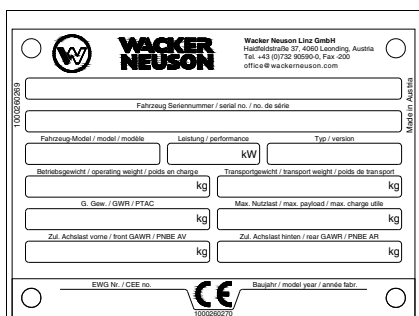 WACKER
NEUSON
Wacker Neuson Linz GmbH
Haidfeldstraße 37, 4060 Leonding, Austria
Tel. +43 (0)732 90590-0, Fax -200
office@wackerneuson.com
1000260269
Made in Austria
Fahrzeug Seriennummer / serial no. / no. de série
Fahrzeug-Model / model / modèle
Leistung / performance
Typ / version
kW
Betriebsgewicht / operating weight / poids en charge
Transportgewicht / transport weight / poids de transport
kg
kg
G. Gew. / GWR / PTAC
Max. Nutzlast / max. payload / max. charge utile
kg
kg
Zul. Achslast vorne / front GAWR / PNBE AV
Zul. Achslast hinten / rear GAWR / PNBE AR
kg
kg
EWG Nr. / CEE no.
CE
Baujahr / model year / année fabr.
1000260270